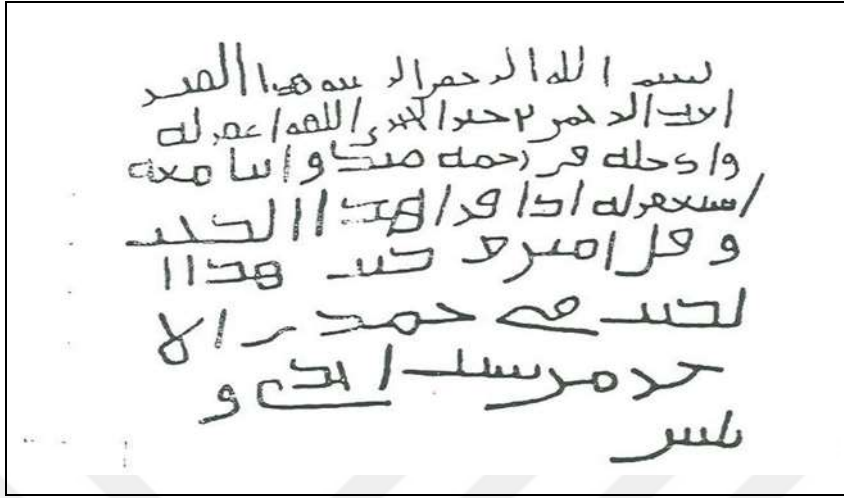 بسم الله الرحمن الرحيم هذا القبر
لعبد الرحمن بن خير الحجري اللهم اغفر له
وادخله في رحمة منك واتنا معه
استغفر له اذا قرا هذا الكتب
وقل امين وكتب هذا ا
لكتب في جمدى الا
خر من سنت احدى و
ثلثين